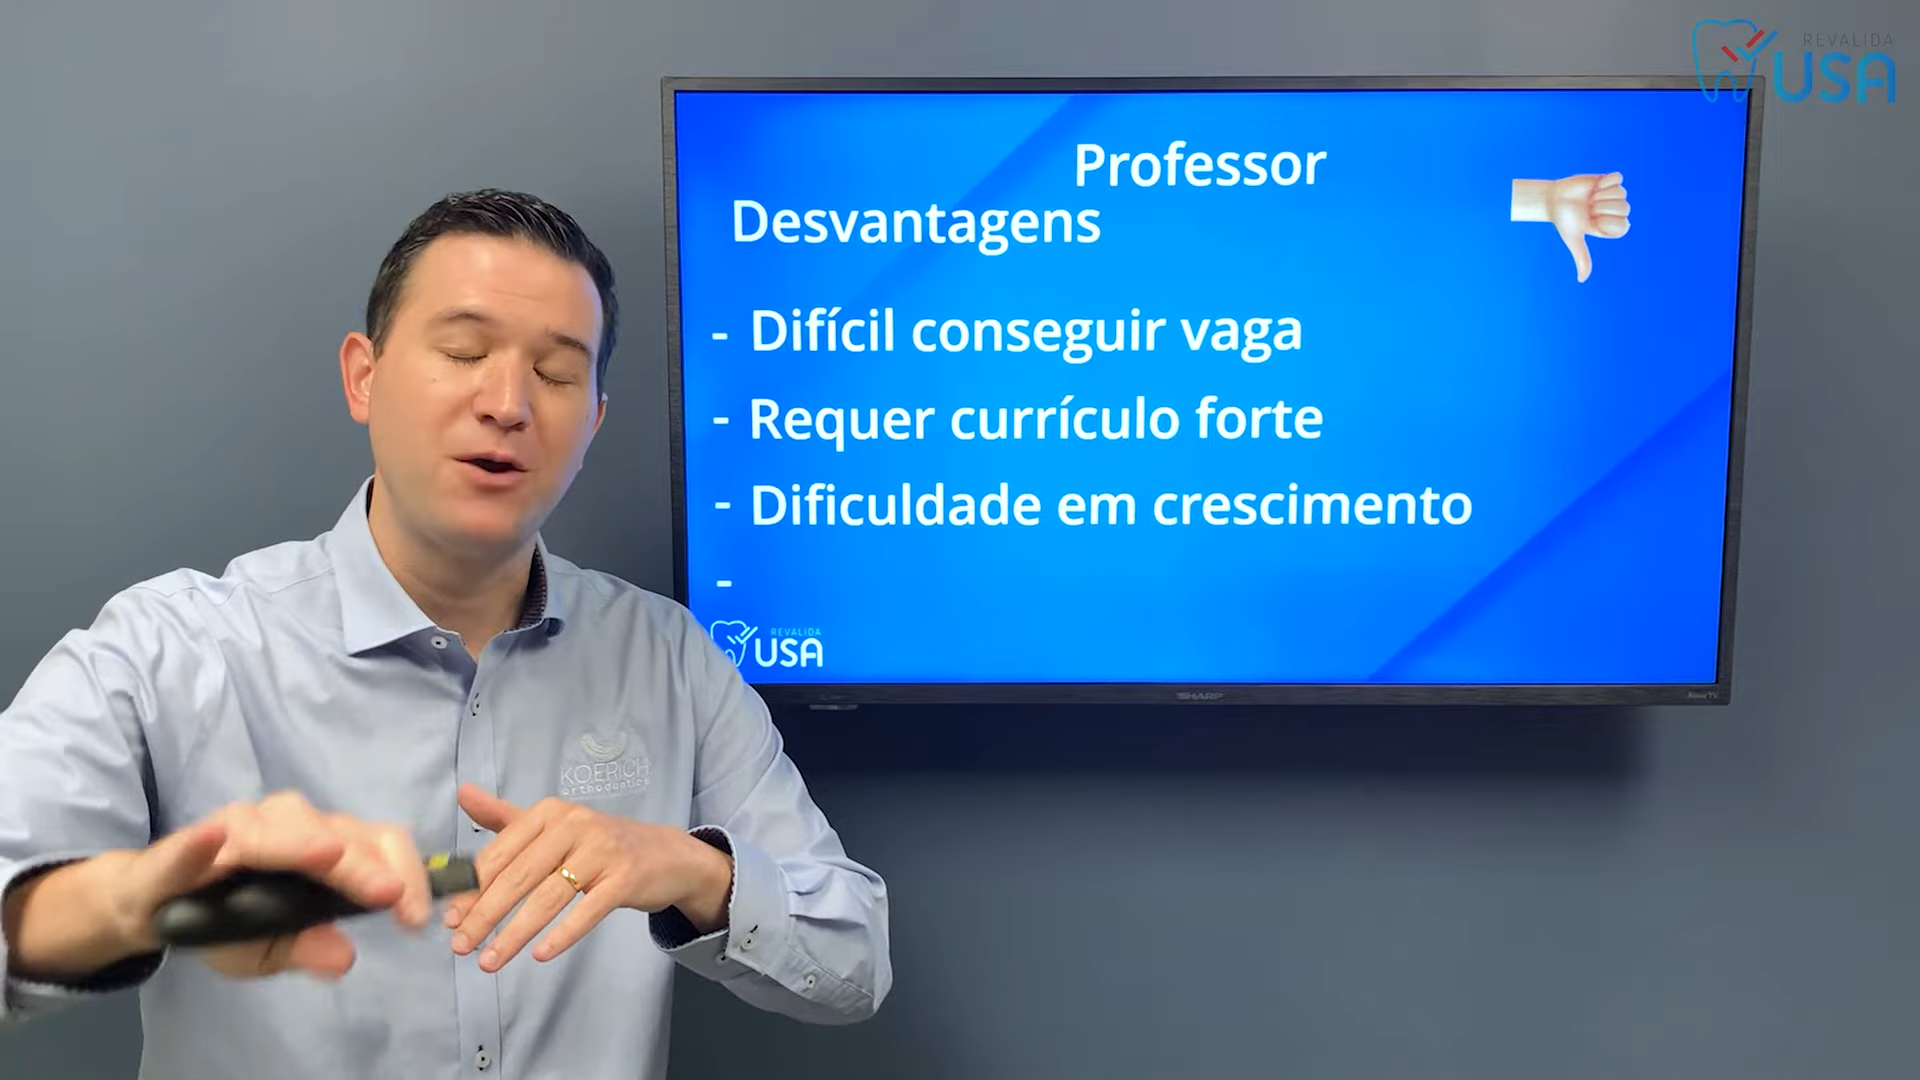 REVALIDA
USA
Professor
Desvantagens
- Difícil conseguir vaga
- Requer currículo forte
- Dificuldade em crescimento
-
REVALIDA
USA
SHARP
KOERICH
orthodontics